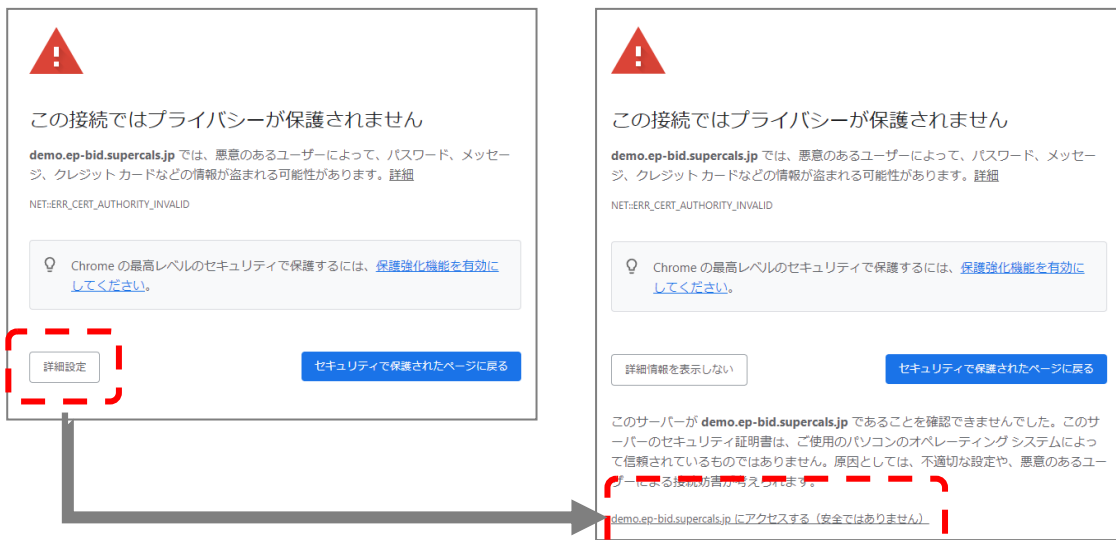 この接続ではプライバシーが保護されません
demo.ep-bid.supercals.jp では、悪意のあるユーザーによって、パスワード、メッセー
ジ、クレジット カードなどの情報が盗まれる可能性があります。詳細
NET::ERR_CERT_AUTHORITY_INVALID
Chrome の最高レベルのセキュリティで保護するには、保護強化機能を有効に
してください。
詳細設定
セキュリティで保護されたページに戻る
この接続ではプライバシーが保護されません
demo.ep-bid.supercals.jp では、悪意のあるユーザーによって、パスワード、メッセー
ジ、クレジット カードなどの情報が盗まれる可能性があります。詳細
NET::ERR_CERT_AUTHORITY_INVALID
Chrome の最高レベルのセキュリティで保護するには、保護強化機能を有効に
してください。
詳細情報を表示しない
セキュリティで保護されたページに戻る
このサーバーが demo.ep-bid.supercals.jp であることを確認できませんでした。このサ
ーバーのセキュリティ証明書は、ご使用のパソコンのオペレーティング システムによっ
て信頼されているものではありません。原因としては、不適切な設定や、悪意のあるユー
ザーによる接続妨害が考えられます。
demo.ep-bid.supercals.jp にアクセスする（安全ではありません）